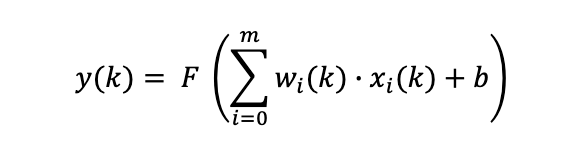 y(k) = F (∑_{i=0}^{m} w_i(k) · x_i(k) + b)